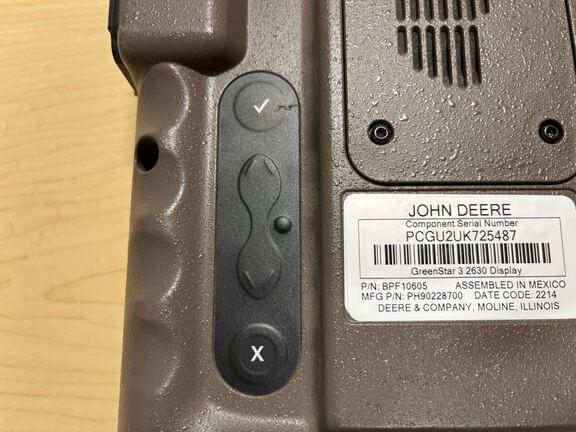 ✓
X
JOHN DEERE
Component Serial Number
PCGU2UK725487
GreenStar 3 2630 Display
P/N: BPF10605 ASSEMBLED IN MEXICO
MFG P/N: PH90228700 DATE CODE: 2214
DEERE & COMPANY, MOLINE, ILLINOIS